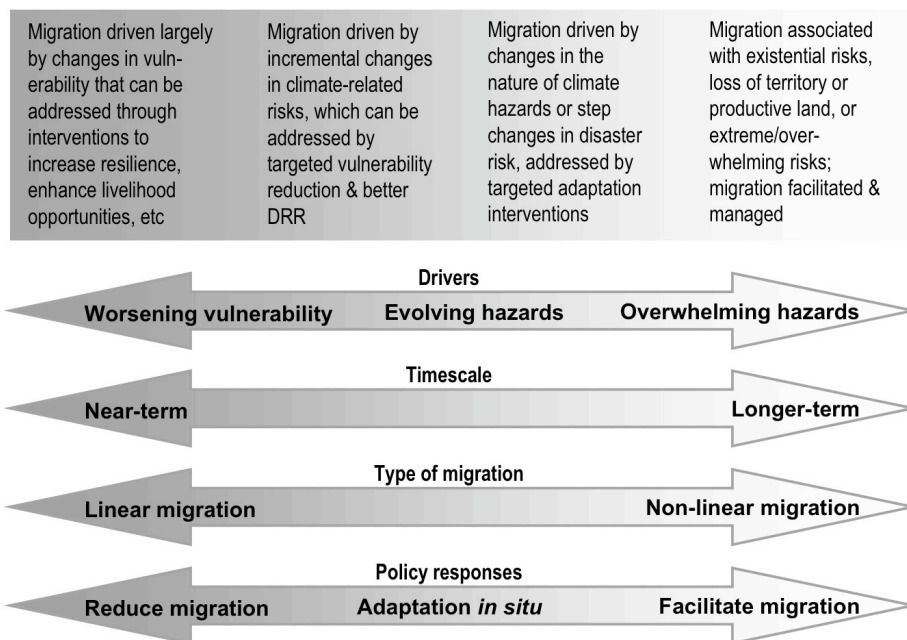 Migration driven largely
by changes in vuln-
erability that can be
addressed through
interventions to
increase resilience,
enhance livelihood
opportunities, etc
Migration driven by
incremental changes
in climate-related
risks, which can be
addressed by
targeted vulnerability
reduction & better
DRR
Migration driven by
changes in the
nature of climate
hazards or step
changes in disaster
risk, addressed by
targeted adaptation
interventions
Migration associated
with existential risks,
loss of territory or
productive land, or
extreme/over-
whelming risks;
migration facilitated &
managed
Drivers
Worsening vulnerability Evolving hazards Overwhelming hazards
Timescale
Near-term Longer-term
Type of migration
Linear migration Non-linear migration
Policy responses
Reduce migration Adaptation in situ Facilitate migration